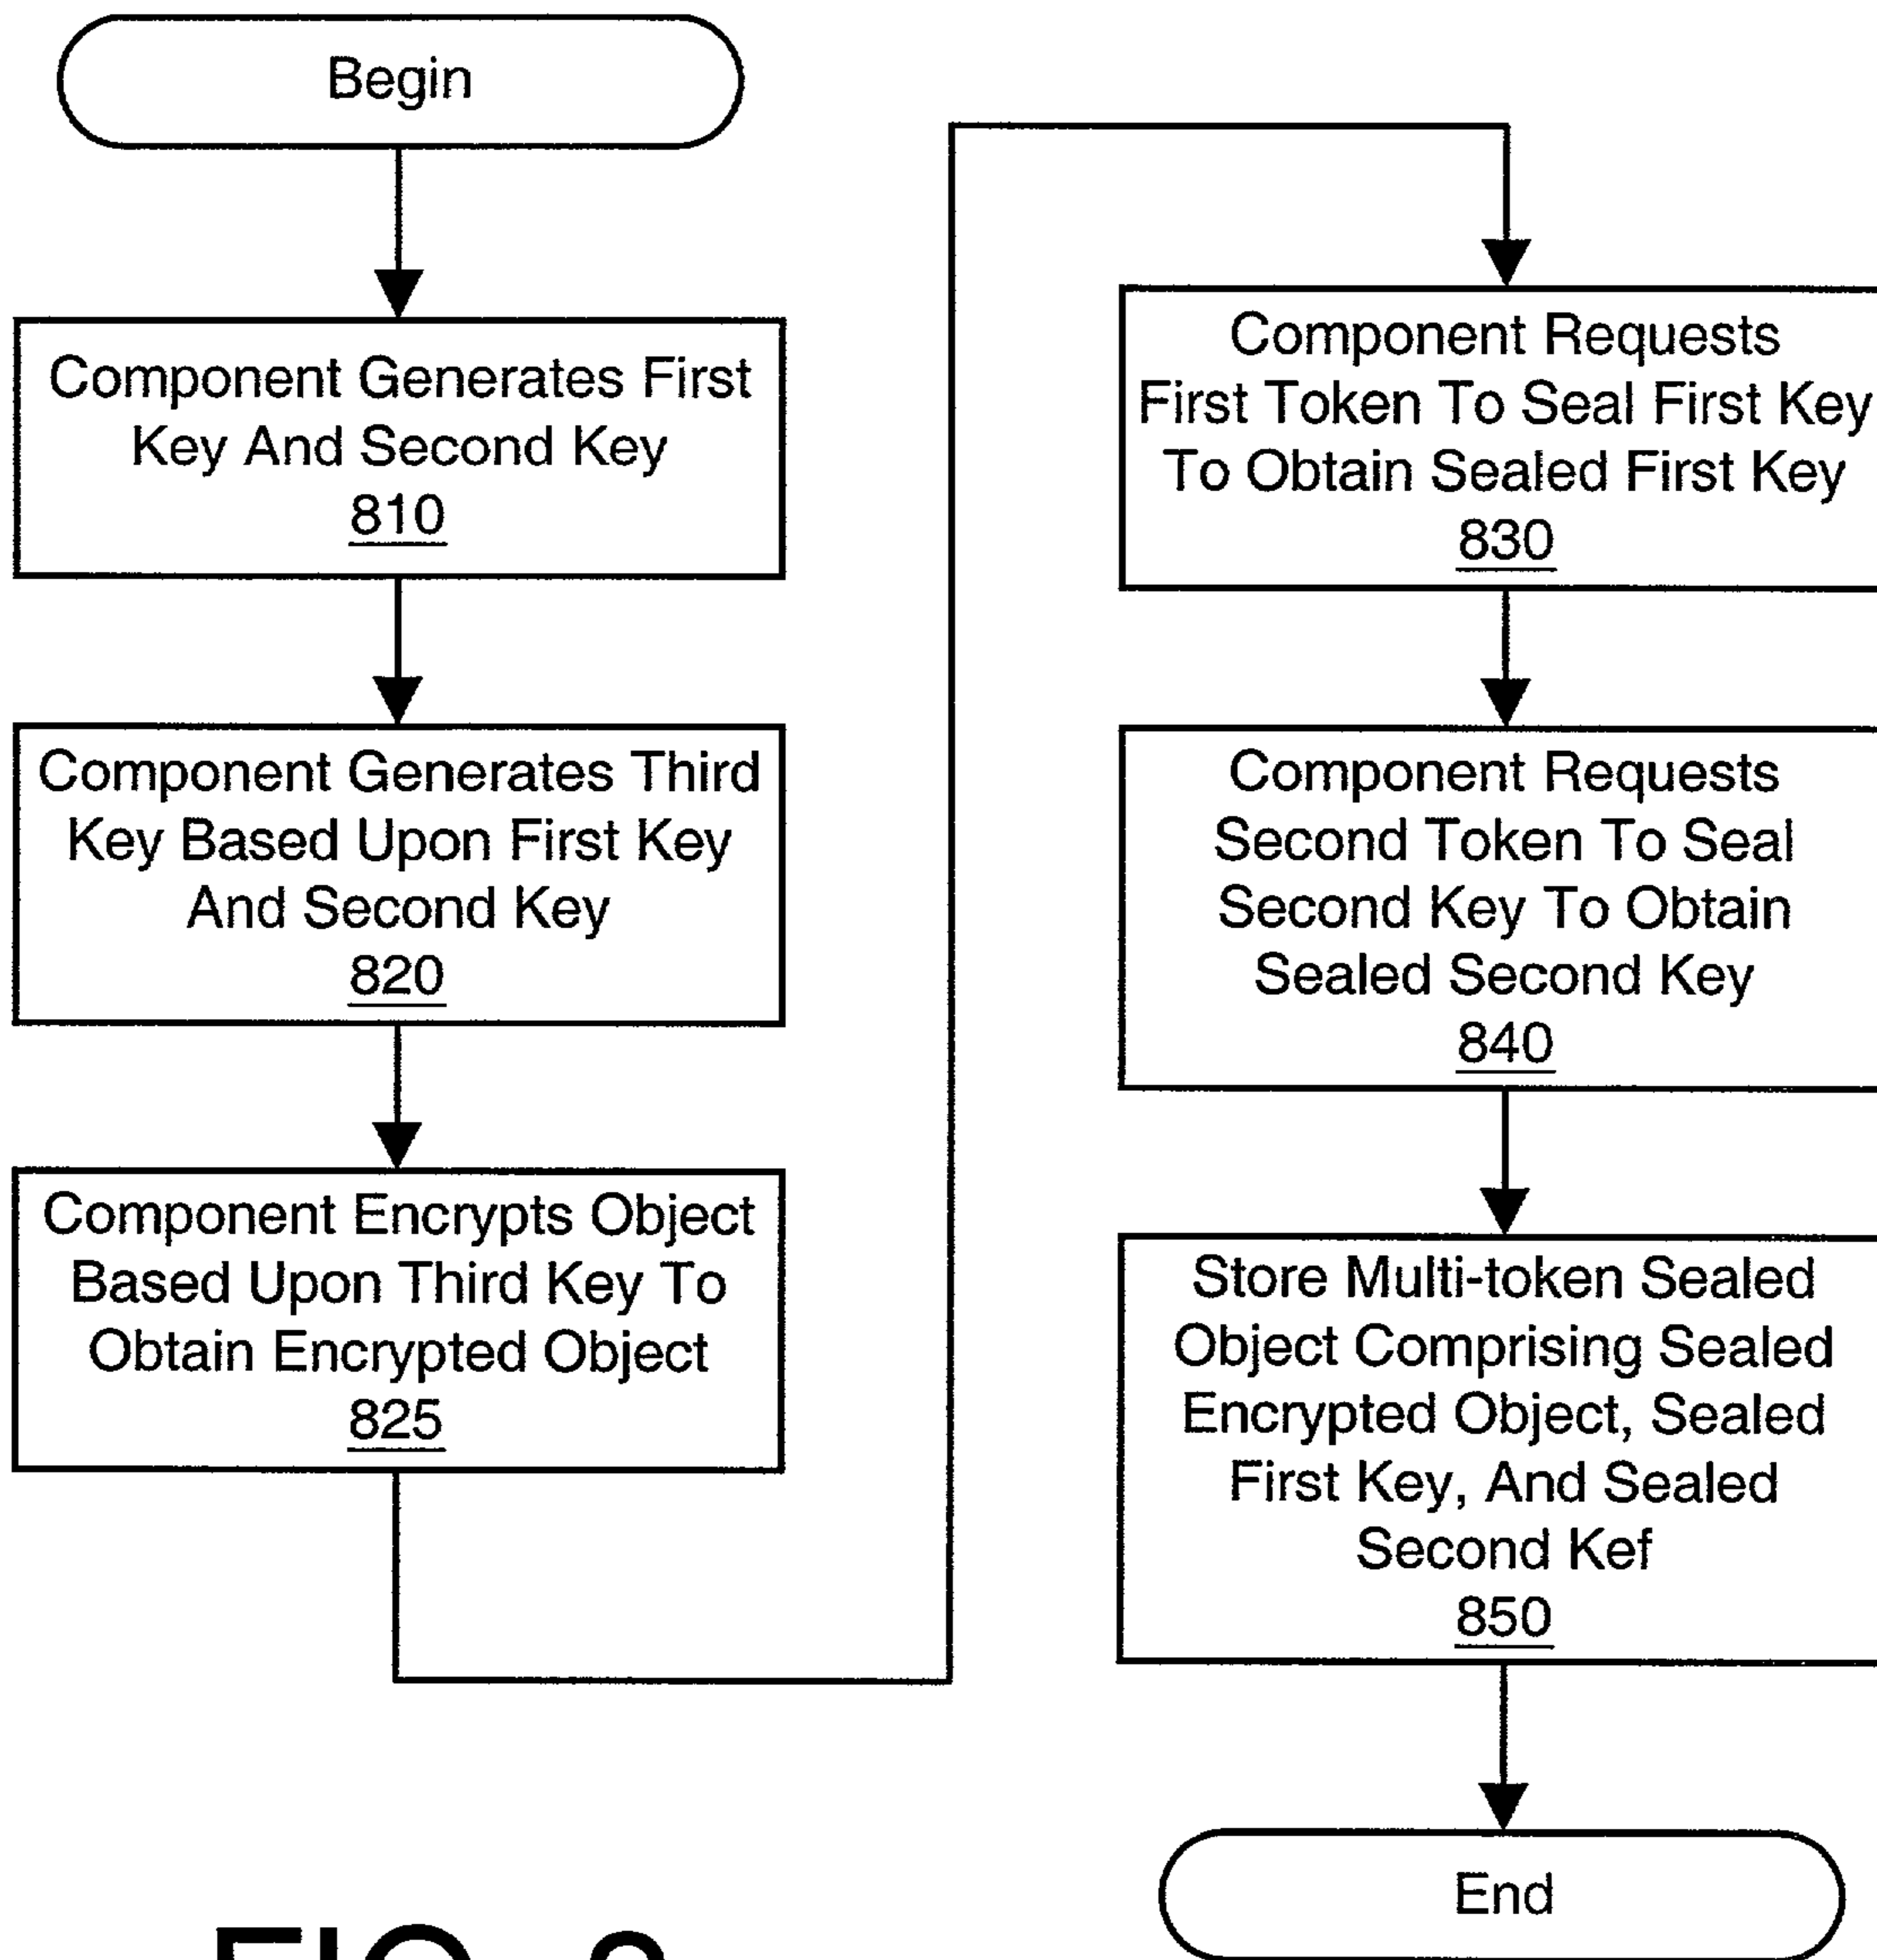 Begin
Component Generates First
Key And Second Key
810
Component Generates Third
Key Based Upon First Key
And Second Key
820
Component Encrypts Object
Based Upon Third Key To
Obtain Encrypted Object
825
Component Requests
First Token To Seal First Key
To Obtain Sealed First Key
830
Component Requests
Second Token To Seal
Second Key To Obtain
Sealed Second Key
840
Store Multi-token Sealed
Object Comprising Sealed
Encrypted Object, Sealed
First Key, And Sealed
Second Kef
850
End
FIG. 8